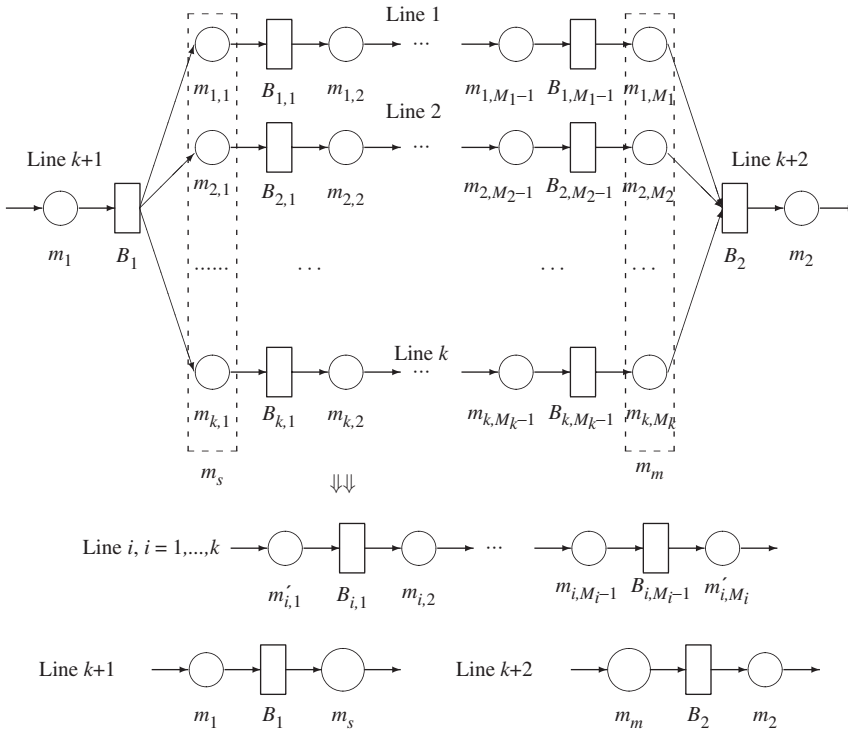 Line 1
...
m1,1 B1,1 m1,2 m1,M1−1 B1,M1−1 m1,M1
Line 2
...
Line k+1 Line k+2
m2,1 B2,1 m2,2 m2,M2−1 B2,M2−1 m2,M2
m1 B1 B2 m2
...... ... ... ...
Line k
...
mk,1 Bk,1 mk,2 mk,Mk−1 Bk,Mk−1 mk,Mk
ms mm
⇓⇓
Line i, i = 1,...,k ...
m′i,1 Bi,1 mi,2 mi,Mi−1 Bi,Mi−1 m′i,Mi
Line k+1 Line k+2
m1 B1 ms mm B2 m2